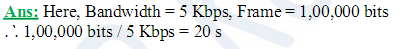 Ans: Here, Bandwidth = 5 Kbps, Frame = 1,00,000 bits
∴ 1,00,000 bits / 5 Kbps = 20 s